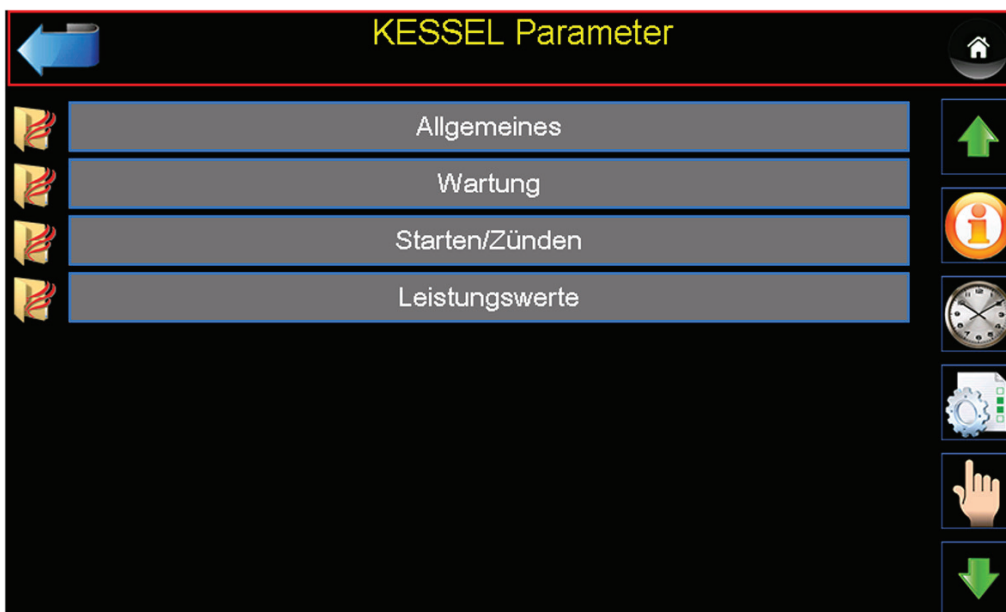 KESSEL Parameter
Allgemeines
Wartung
Starten/Zünden
Leistungswerte